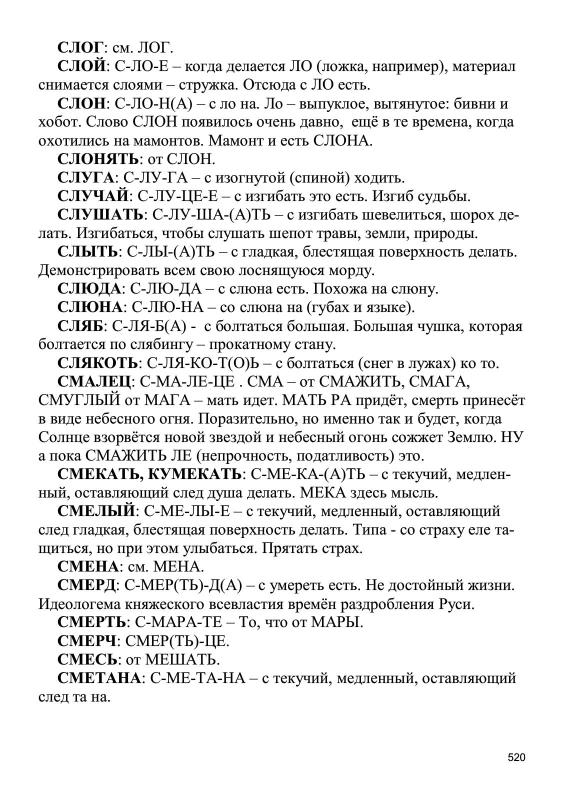 СЛОГ: см. ЛОГ.
СЛОЙ: С-ЛО-Е – когда делается ЛО (ложка, например), материал
снимается слоями – стружка. Отсюда с ЛО есть.
СЛОН: С-ЛО-Н(А) – с ло на. Ло – выпуклое, вытянутое: бивни и
хобот. Слово СЛОН появилось очень давно, ещё в те времена, когда
охотились на мамонтов. Мамонт и есть СЛОНА.
СЛОНЯТЬ: от СЛОН.
СЛУГА: С-ЛУ-ГА – с изогнутой (спиной) ходить.
СЛУЧАЙ: С-ЛУ-ЦЕ-Е – с изгибать это есть. Изгиб судьбы.
СЛУШАТЬ: С-ЛУ-ША-(А)ТЬ – с изгибать шевелиться, шорох де-
лать. Изгибаться, чтобы слушать шепот травы, земли, природы.
СЛЫТЬ: С-ЛЫ-(А)ТЬ – с гладкая, блестящая поверхность делать.
Демонстрировать всем свою лоснящуюся морду.
СЛЮДА: С-ЛЮ-ДА – с слюна есть. Похожа на слюну.
СЛЮНА: С-ЛЮ-НА – со слюна на (губах и языке).
СЛЯБ: С-ЛЯ-Б(А) - с болтаться большая. Большая чушка, которая
болтается по слябингу – прокатному стану.
СЛЯКОТЬ: С-ЛЯ-КО-Т(О)Ь – с болтаться (снег в лужах) ко то.
СМАЛЕЦ: С-МА-ЛЕ-ЦЕ . СМА – от СМАЖИТЬ, СМАГА,
СМУГЛЫЙ от МАГА – мать идет. МАТЬ РА придёт, смерть принесёт
в виде небесного огня. Поразительно, но именно так и будет, когда
Солнце взорвётся новой звездой и небесный огонь сожжет Землю. НУ
а пока СМАЖИТЬ ЛЕ (непрочность, податливость) это.
СМЕКАТЬ, КУМЕКАТЬ: С-МЕ-КА-(А)ТЬ – с текучий, медлен-
ный, оставляющий след душа делать. МЕКА здесь мысль.
СМЕЛЫЙ: С-МЕ-ЛЫ-Е – с текучий, медленный, оставляющий
след гладкая, блестящая поверхность делать. Типа - со страху еле та-
щиться, но при этом улыбаться. Прятать страх.
СМЕНА: см. МЕНА.
СМЕРД: С-МЕР(ТЬ)-Д(А) – с умереть есть. Не достойный жизни.
Идеологема княжеского всевластия времён раздробления Руси.
СМЕРТЬ: С-МАРА-ТЕ – То, что от МАРЫ.
СМЕРЧ: СМЕР(ТЬ)-ЦЕ.
СМЕСЬ: от МЕШАТЬ.
СМЕТАНА: С-МЕ-ТА-НА – с текучий, медленный, оставляющий
след та на.
520